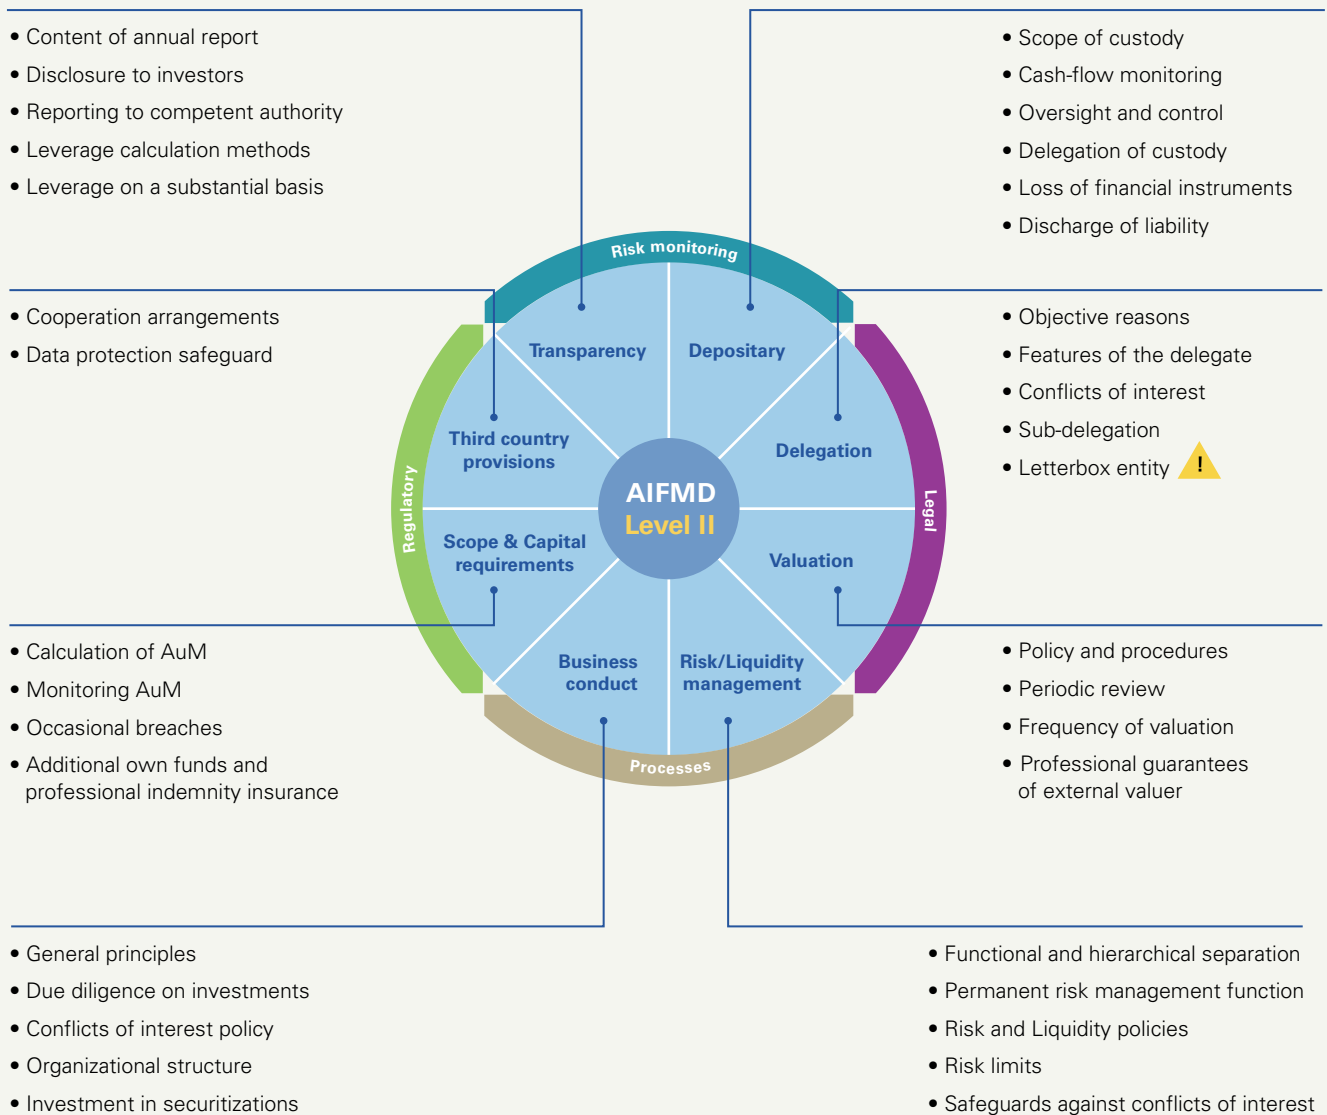 • Content of annual report
• Disclosure to investors
• Reporting to competent authority
• Leverage calculation methods
• Leverage on a substantial basis
• Scope of custody
• Cash-flow monitoring
• Oversight and control
• Delegation of custody
• Loss of financial instruments
• Discharge of liability
• Cooperation arrangements
• Data protection safeguard
• Objective reasons
• Features of the delegate
• Conflicts of interest
• Sub-delegation
• Letterbox entity !
Risk monitoring
Transparency
Depositary
Third country
provisions
Delegation
Regulatory
AIFMD
Level II
Legal
Scope & Capital
requirements
Valuation
Business
conduct
Risk/Liquidity
management
Processes
• Calculation of AuM
• Monitoring AuM
• Occasional breaches
• Additional own funds and
professional indemnity insurance
• Policy and procedures
• Periodic review
• Frequency of valuation
• Professional guarantees
of external valuer
• General principles
• Due diligence on investments
• Conflicts of interest policy
• Organizational structure
• Investment in securitizations
• Functional and hierarchical separation
• Permanent risk management function
• Risk and Liquidity policies
• Risk limits
• Safeguards against conflicts of interest